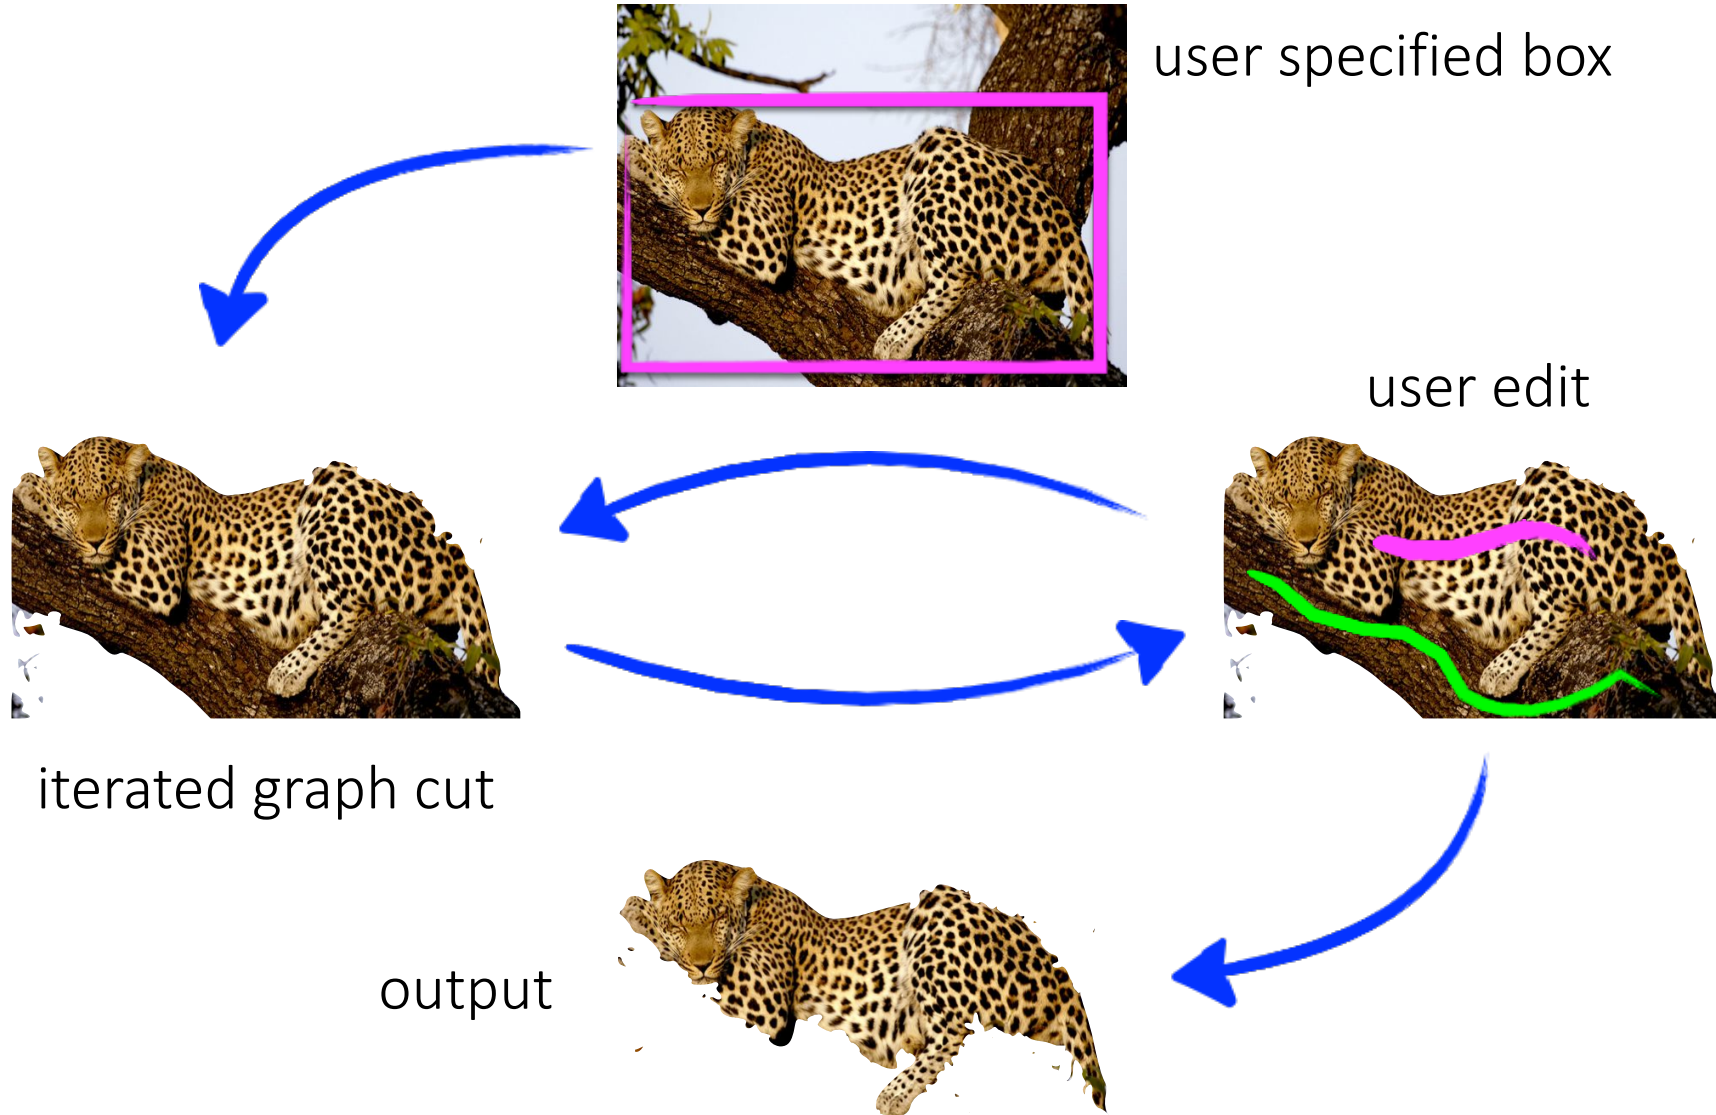 user specified box
user edit
iterated graph cut
output